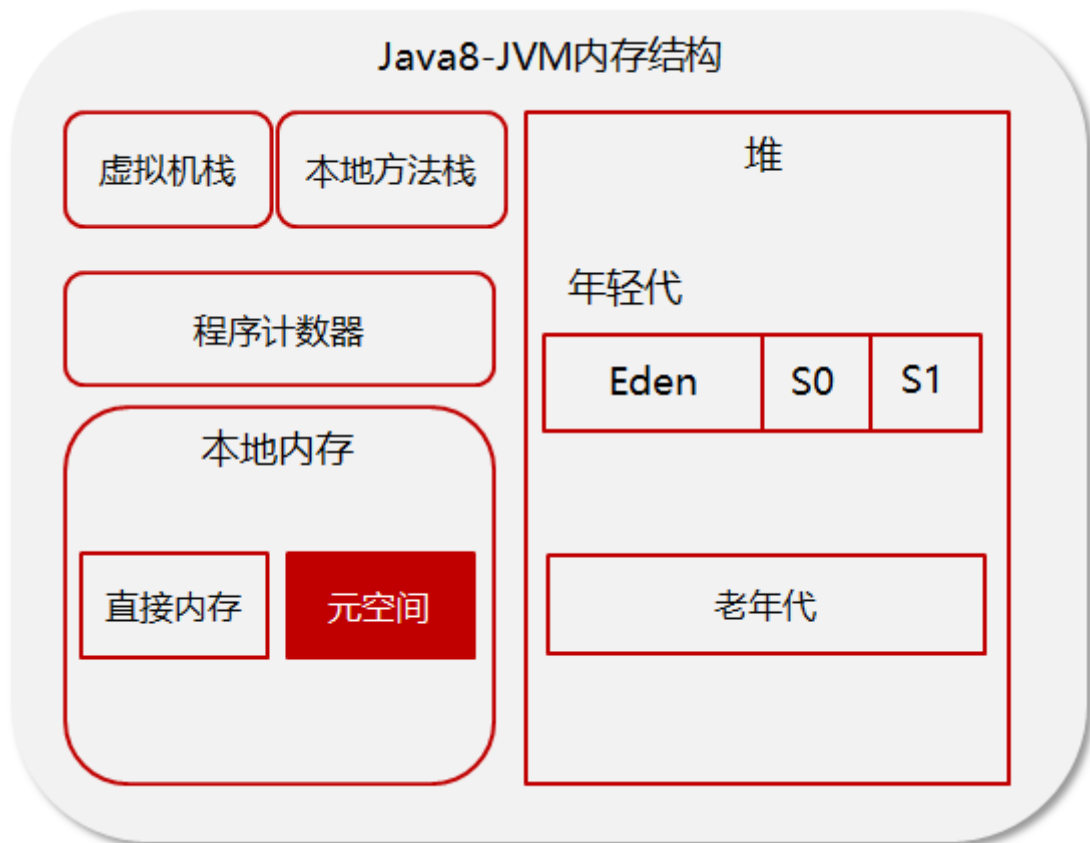 Java8-JVM内存结构
虚拟机栈
本地方法栈
程序计数器
本地内存
直接内存
元空间
堆
年轻代
Eden
S0
S1
老年代